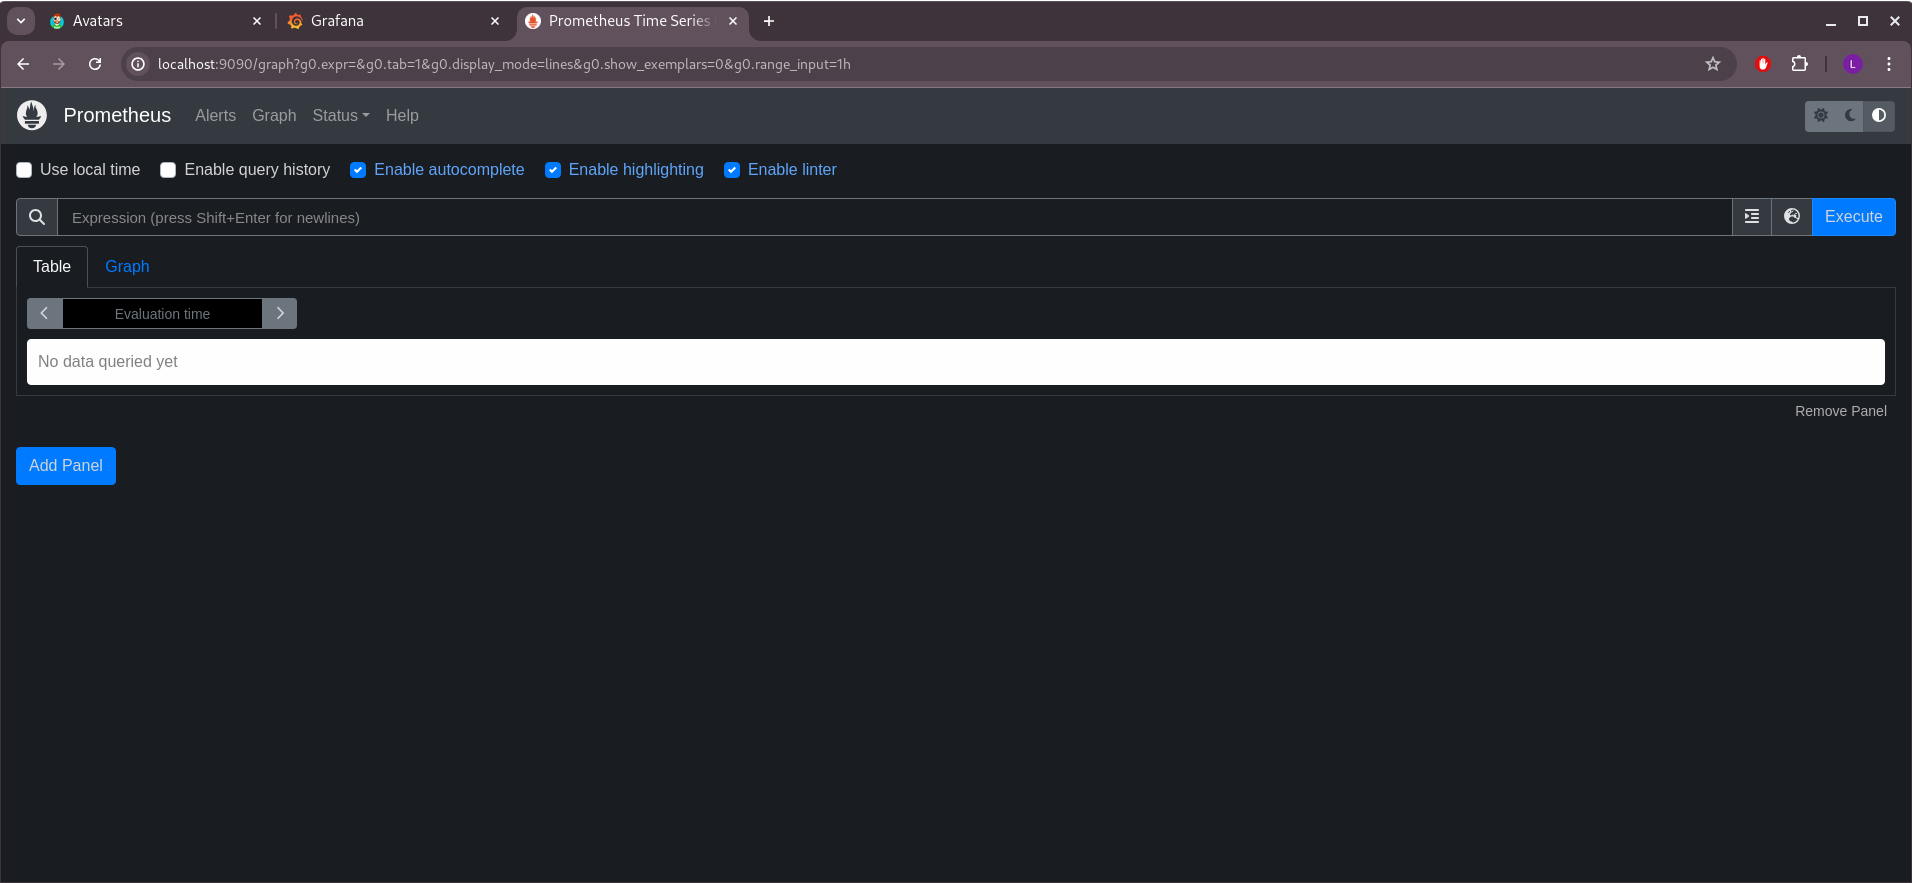 Avatars
Grafana
Prometheus Time Series
localhost:9090/graph?g0.expr=&g0.tab=1&g0.display_mode=lines&g0.show_exemplars=0&g0.range_input=1h
L
Prometheus Alerts Graph Status Help
Use local time Enable query history Enable autocomplete Enable highlighting Enable linter
Expression (press Shift+Enter for newlines)
Execute
Table Graph
Evaluation time
No data queried yet
Remove Panel
Add Panel